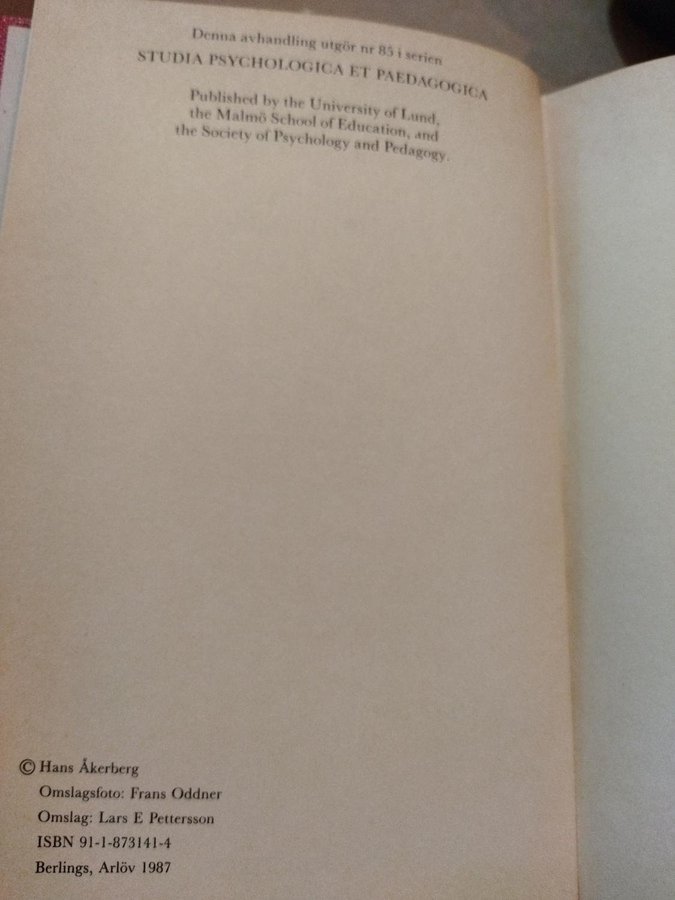 Denna avhandling utgör nr 85 i serien
STUDIA PSYCHOLOGICA ET PAEDAGOGICA
Published by the University of Lund,
the Malmö School of Education, and
the Society of Psychology and Pedagogy.
© Hans Åkerberg
Omslagsfoto: Frans Oddner
Omslag: Lars E Pettersson
ISBN 91-1-873141-4
Berlings, Arlöv 1987